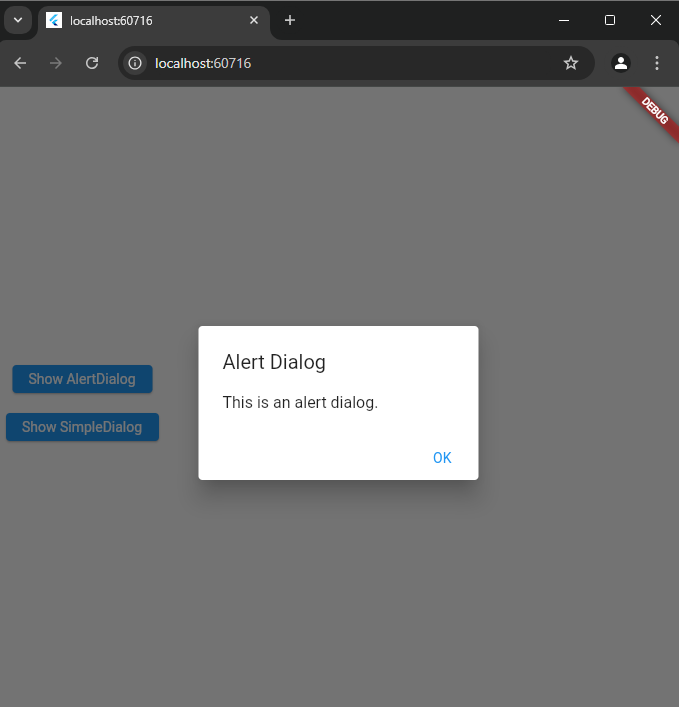 localhost:60716
localhost:60716
DEBUG
Alert Dialog
Show AlertDialog
This is an alert dialog.
Show SimpleDialog
OK